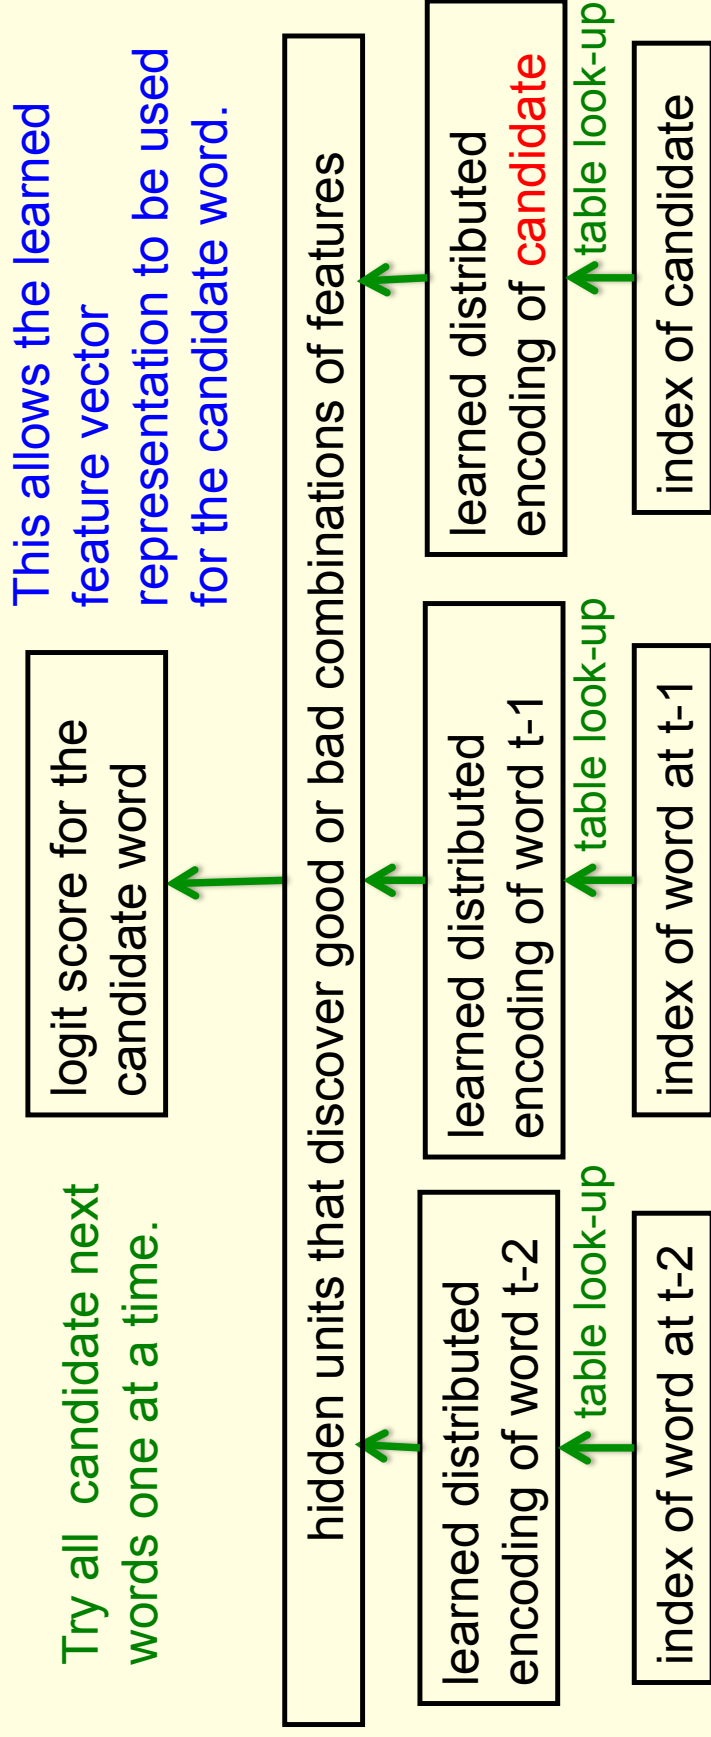 This allows the learned
feature vector
representation to be used
for the candidate word.
logit score for the
candidate word
Try all candidate next
words one at a time.
hidden units that discover good or bad combinations of features
learned distributed
encoding of word t-2
learned distributed
encoding of word t-1
learned distributed
encoding of candidate
table look-up
table look-up
table look-up
index of word at t-2
index of word at t-1
index of candidate